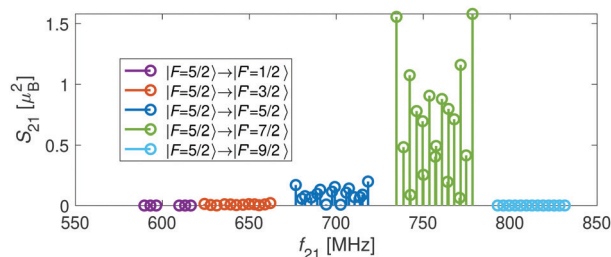 1.5
1
0.5
0
S₂₁ [μ_B²]
|F=5/2⟩→|F'=1/2⟩
|F=5/2⟩→|F'=3/2⟩
|F=5/2⟩→|F'=5/2⟩
|F=5/2⟩→|F'=7/2⟩
|F=5/2⟩→|F'=9/2⟩
550 600 650 700 750 800 850
f₂₁ [MHz]